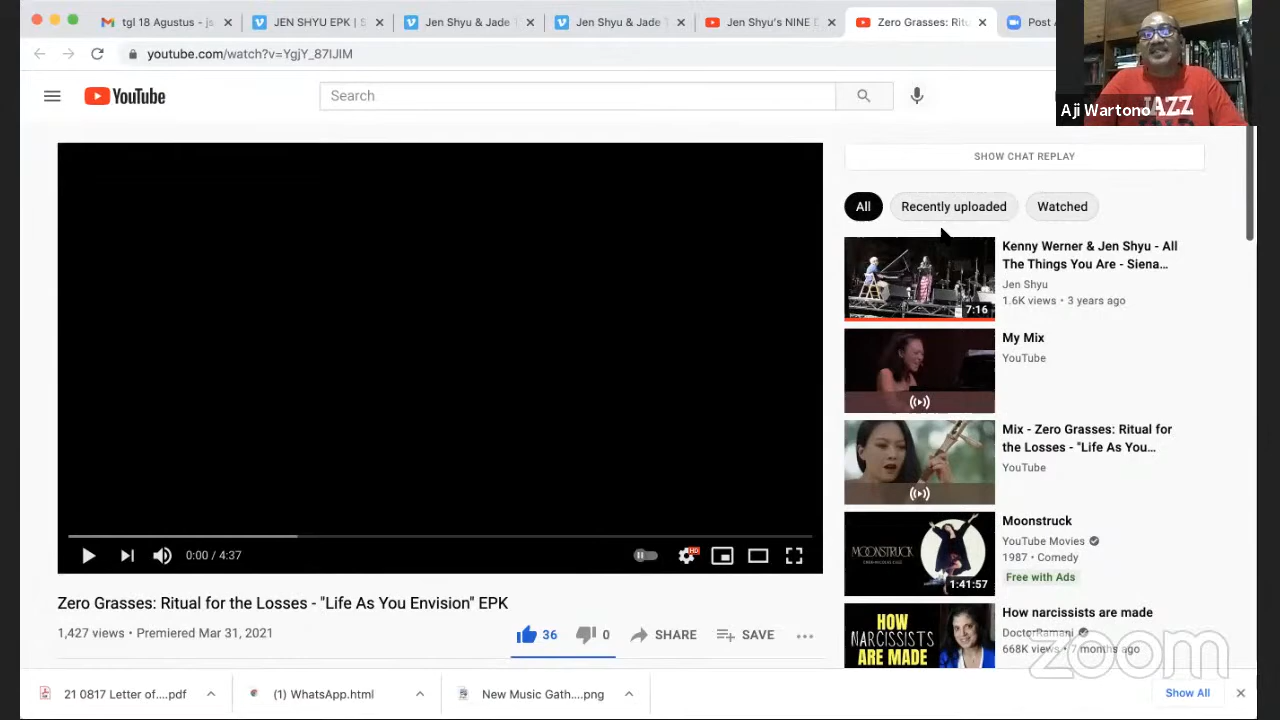 tgl 18 Agustus - js
JEN SHYU EPK | S
Jen Shyu & Jade T
Jen Shyu & Jade T
Jen Shyu's NINE D
Zero Grasses: Ritu
Post A
youtube.com/watch?v=YgjY_87IJIM
YouTube
Search
Aji Wartono
JAZZ
SHOW CHAT REPLAY
All
Recently uploaded
Watched
Kenny Werner & Jen Shyu - All
The Things You Are - Siena...
Jen Shyu
1.6K views • 3 years ago
7:16
My Mix
YouTube
Mix - Zero Grasses: Ritual for
the Losses - "Life As You...
YouTube
MOONSTRUCK
1:41:57
Moonstruck
YouTube Movies
1987 • Comedy
Free with Ads
HOW
NARCISSISTS
ARE MADE
How narcissists are made
DoctorRamani
668K views • 7 months ago
0:00 / 4:37
HD
Zero Grasses: Ritual for the Losses - "Life As You Envision" EPK
1,427 views • Premiered Mar 31, 2021
36
0
SHARE
SAVE
zoom
21 0817 Letter of....pdf
(1) WhatsApp.html
New Music Gath....png
Show All